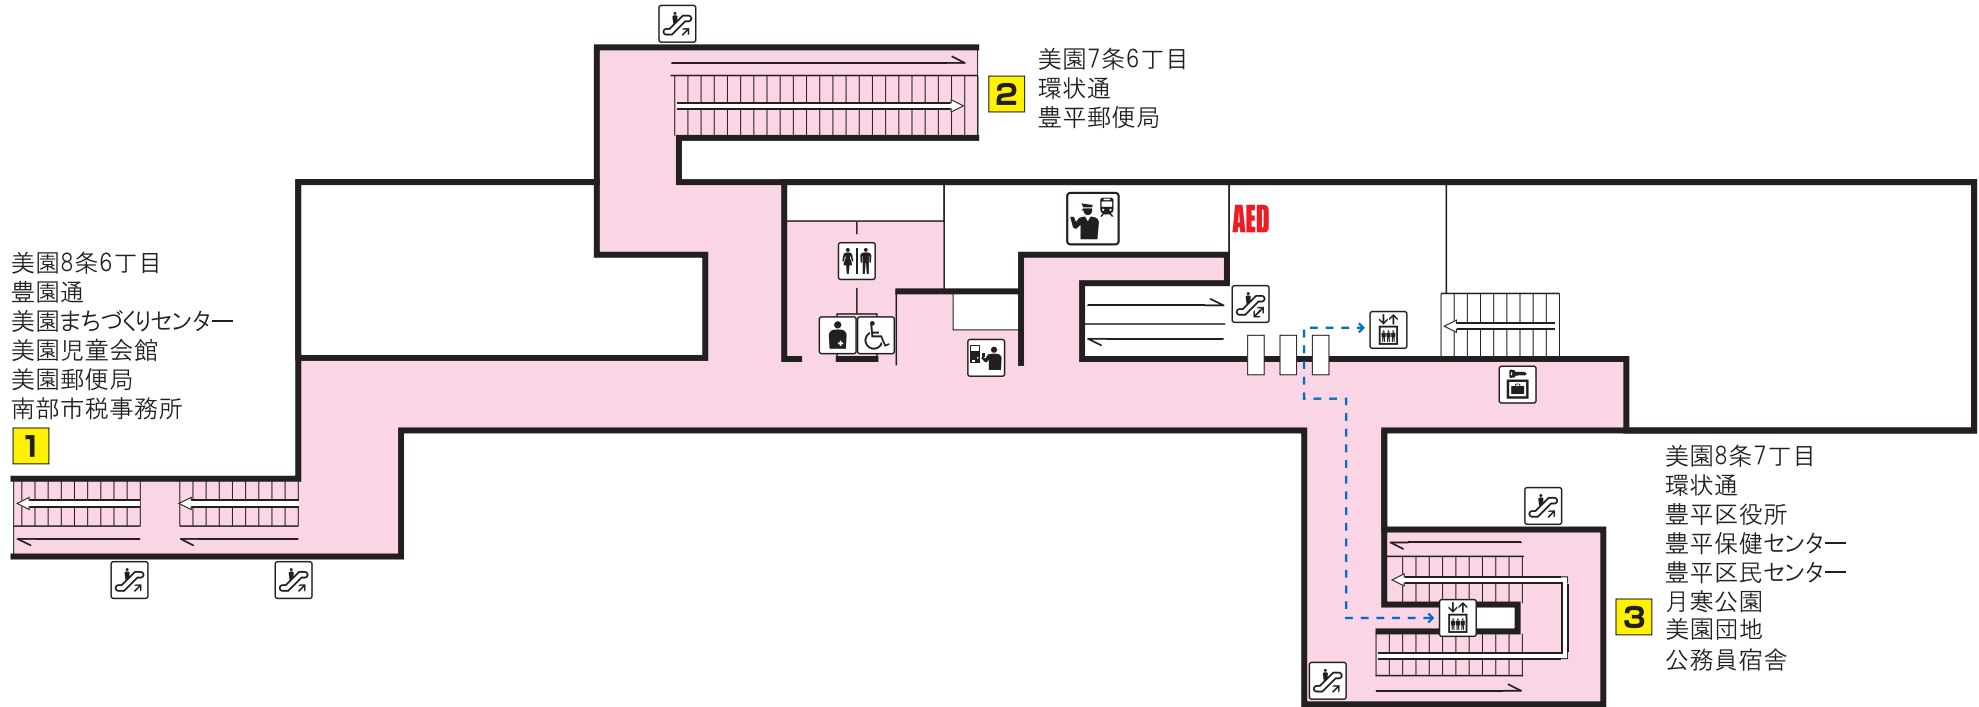 2
美園7条6丁目
環状通
豊平郵便局
AED
美園8条6丁目
豊園通
美園まちづくりセンター
美園児童会館
美園郵便局
南部市税事務所
1
美園8条7丁目
環状通
豊平区役所
豊平保健センター
豊平区民センター
月寒公園
美園団地
公務員宿舎
3